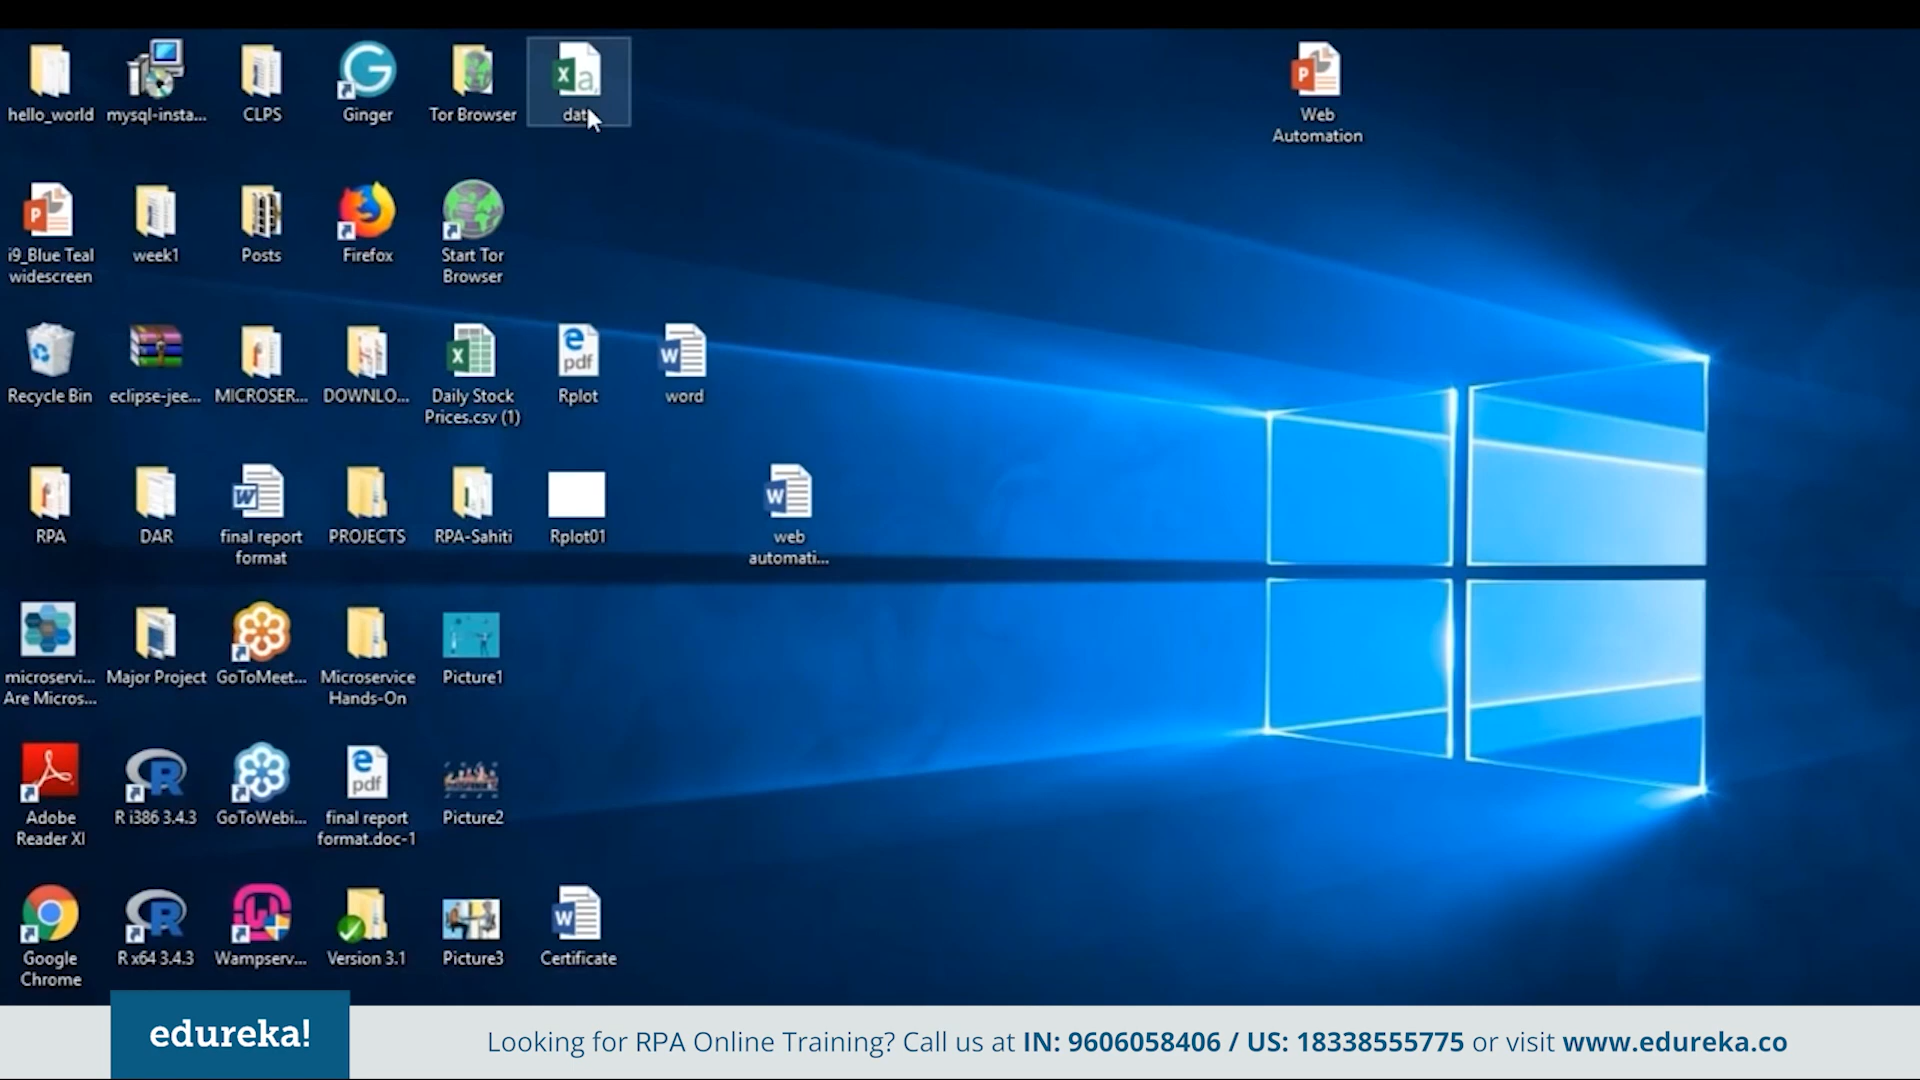 hello_world
mysql-insta...
CLPS
Ginger
Tor Browser
Web
Automation
i9_Blue Teal
widescreen
week1
Posts
Firefox
Start Tor
Browser
Recycle Bin
eclipse-jee...
MICROSER...
DOWNLO...
Daily Stock
Prices.csv (1)
pdf
Rplot
word
RPA
DAR
final report
format
PROJECTS
RPA-Sahiti
Rplot01
web
automati...
microservi...
Are Micros...
Major Project
GoToMeet...
Microservice
Hands-On
Picture1
Adobe
Reader XI
R i386 3.4.3
GoToWebi...
pdf
final report
format.doc-1
Picture2
Google
Chrome
R x64 3.4.3
Wampserv...
Version 3.1
Picture3
Certificate
edureka!
Looking for RPA Online Training? Call us at IN: 9606058406 / US: 18338555775 or visit www.edureka.co